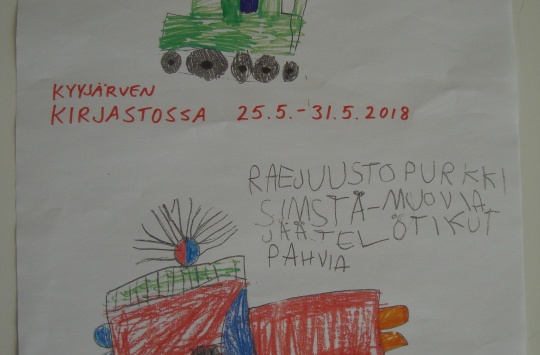 KYYJÄRVEN
KIRJASTOSSA 25.5.-31.5.2018
RAEJUUSTOPURKKI
SIMSTÄ-MUOVIA
JÄÄTELÖTIKUT
PAHVIA